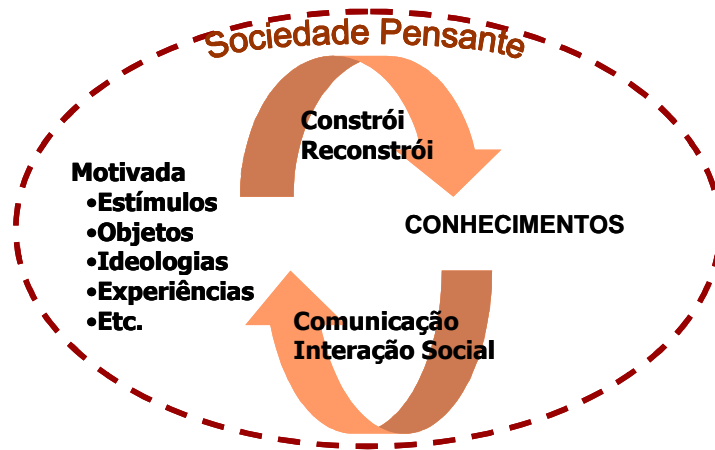 Sociedade Pensante
Constrói
Reconstrói
Motivada
•Estímulos
•Objetos
•Ideologias
•Experiências
•Etc.
CONHECIMENTOS
Comunicação
Interação Social